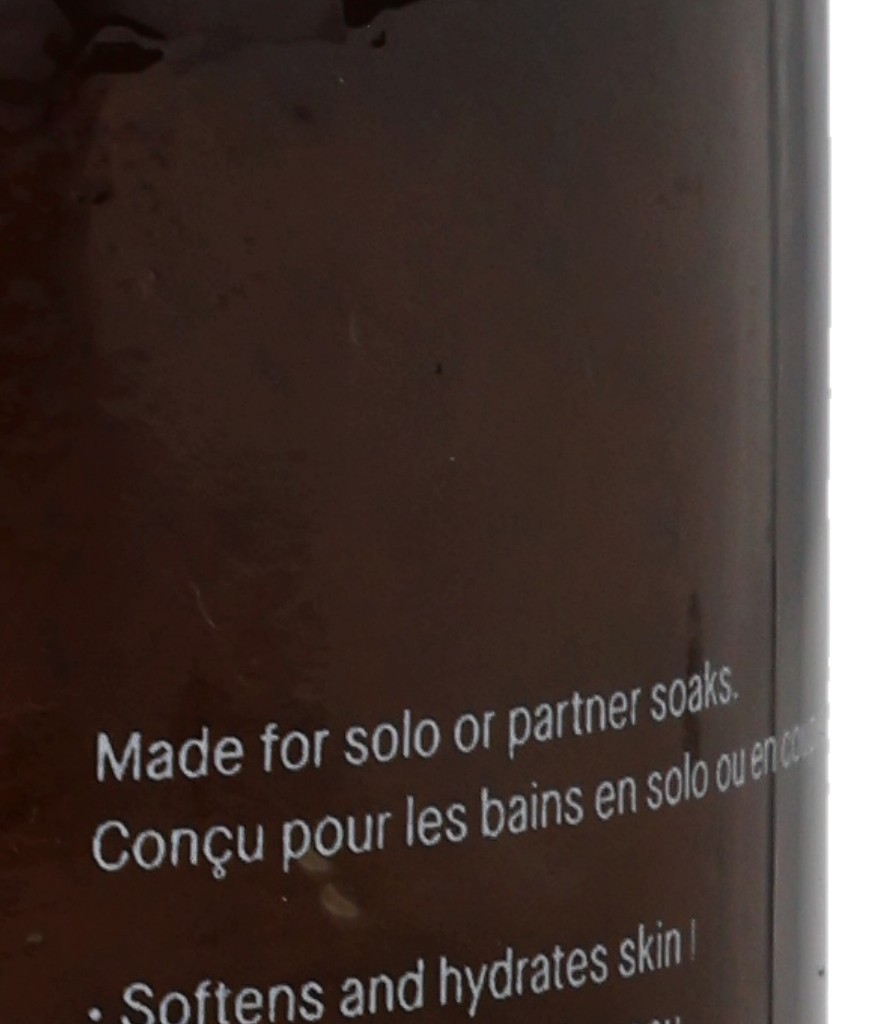 Made for solo or partner soaks.
Conçu pour les bains en solo ou en
• Softens and hydrates skin